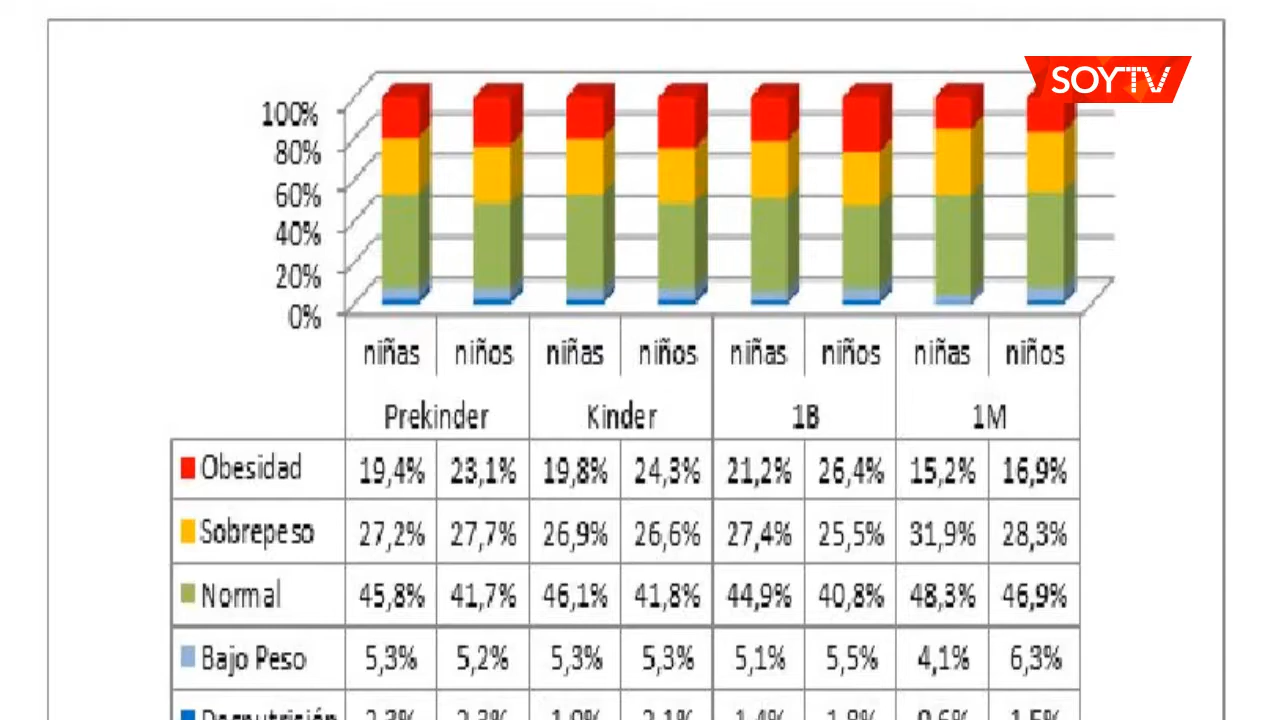 SOYTV
100%
80%
60%
40%
20%
0%
niñas niños niñas niños niñas niños niñas niños
Prekinder Kinder 1B 1M
Obesidad 19,4% 23,1% 19,8% 24,3% 21,2% 26,4% 15,2% 16,9%
Sobrepeso 27,2% 27,7% 26,9% 26,6% 27,4% 25,5% 31,9% 28,3%
Normal 45,8% 41,7% 46,1% 41,8% 44,9% 40,8% 48,3% 46,9%
Bajo Peso 5,3% 5,2% 5,3% 5,3% 5,1% 5,5% 4,1% 6,3%
Desnutrición